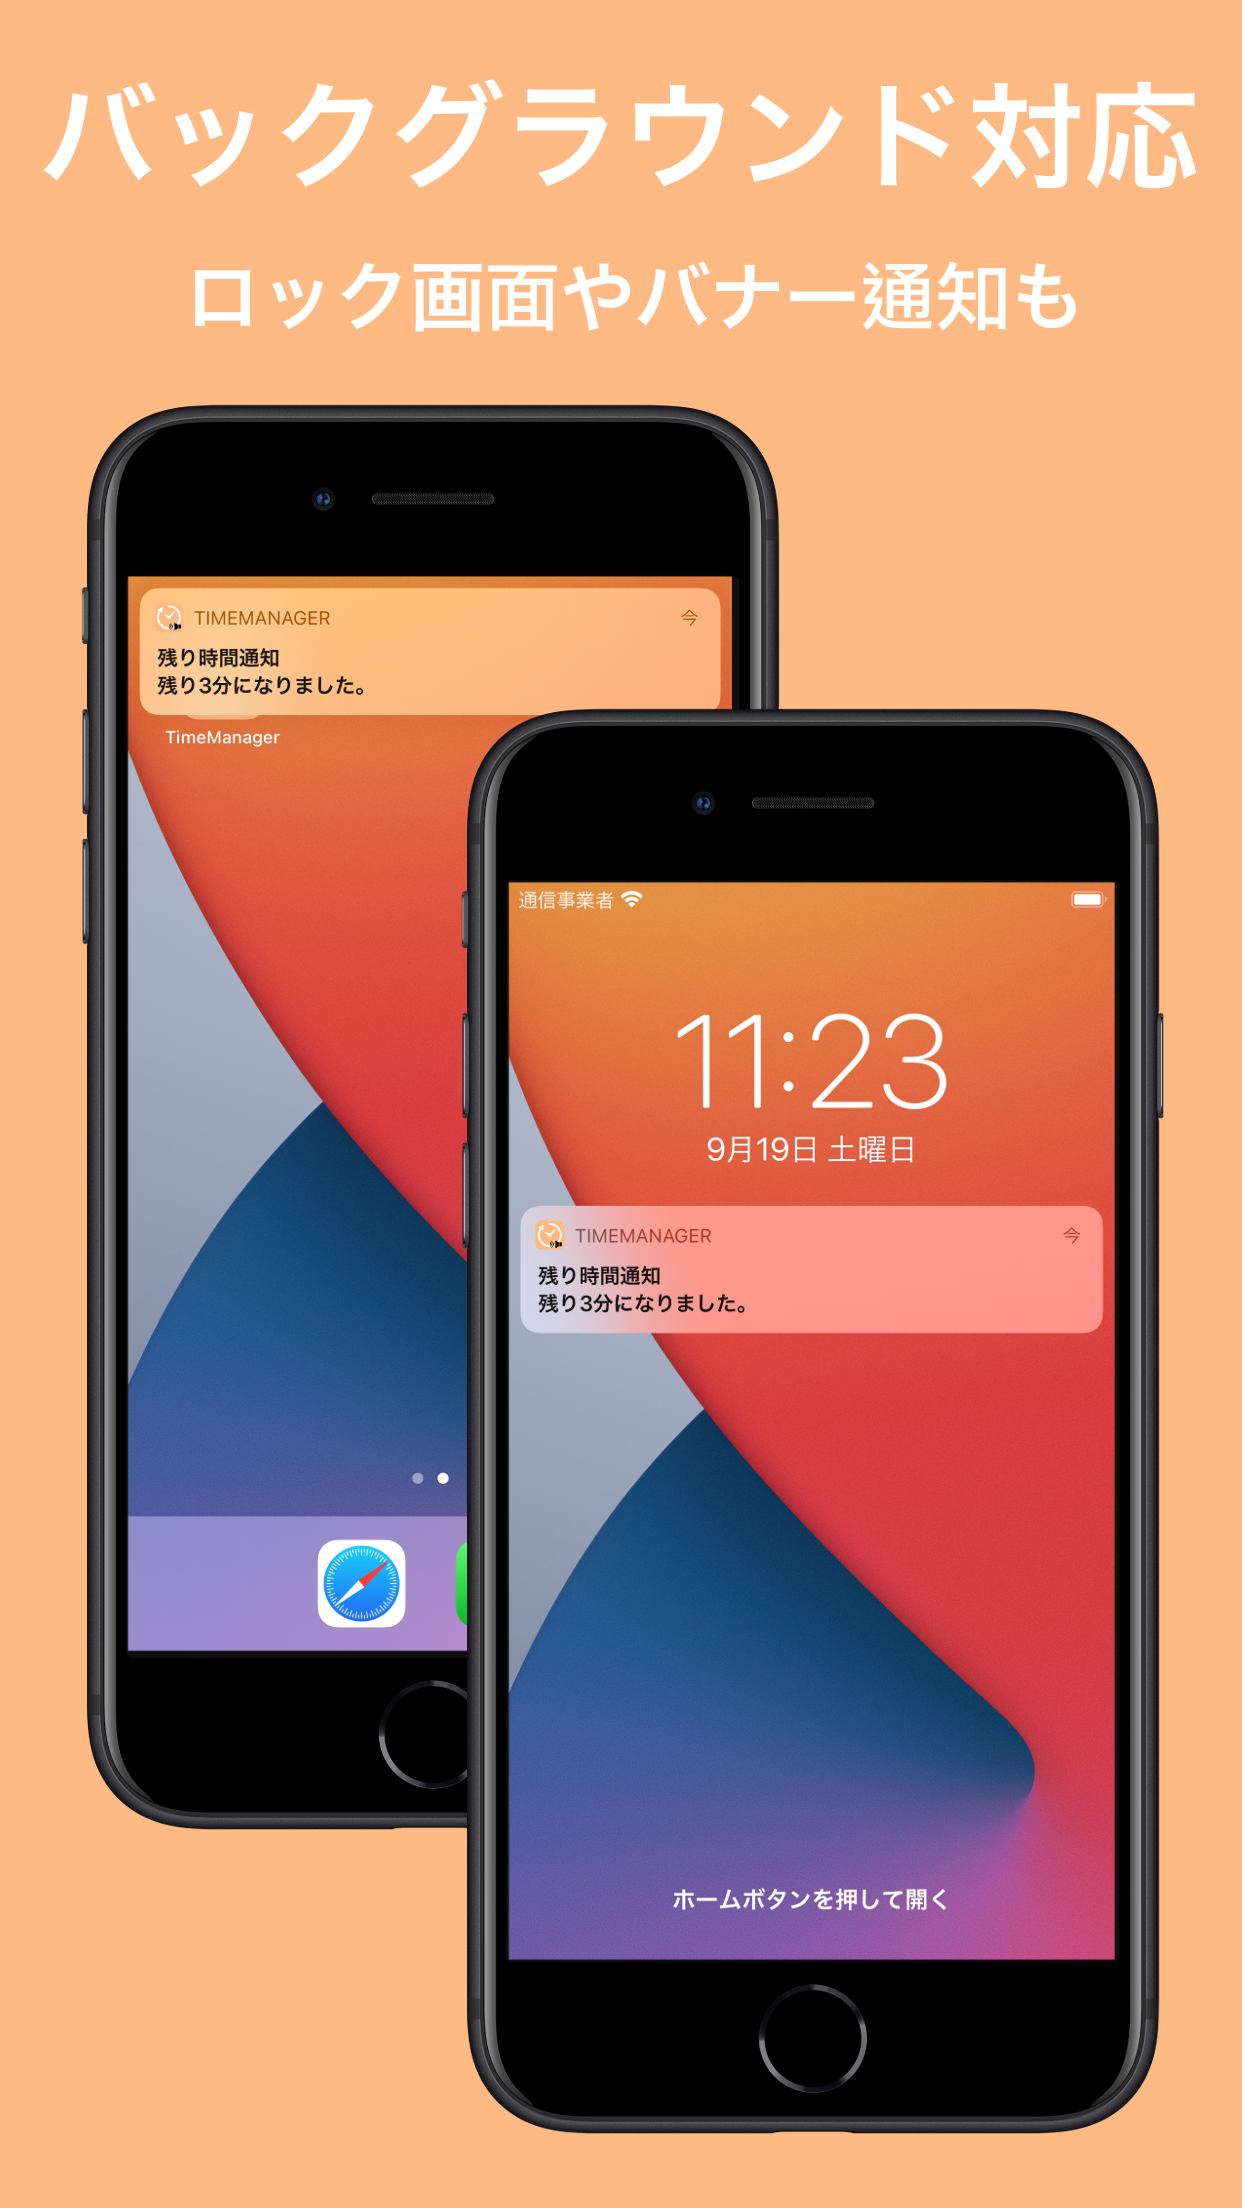 バックグラウンド対応
ロック画面やバナー通知も
TIMEMANAGER 今
残り時間通知
残り3分になりました。
TimeManager
通信事業者
11:23
9月19日 土曜日
TIMEMANAGER 今
残り時間通知
残り3分になりました。
ホームボタンを押して開く